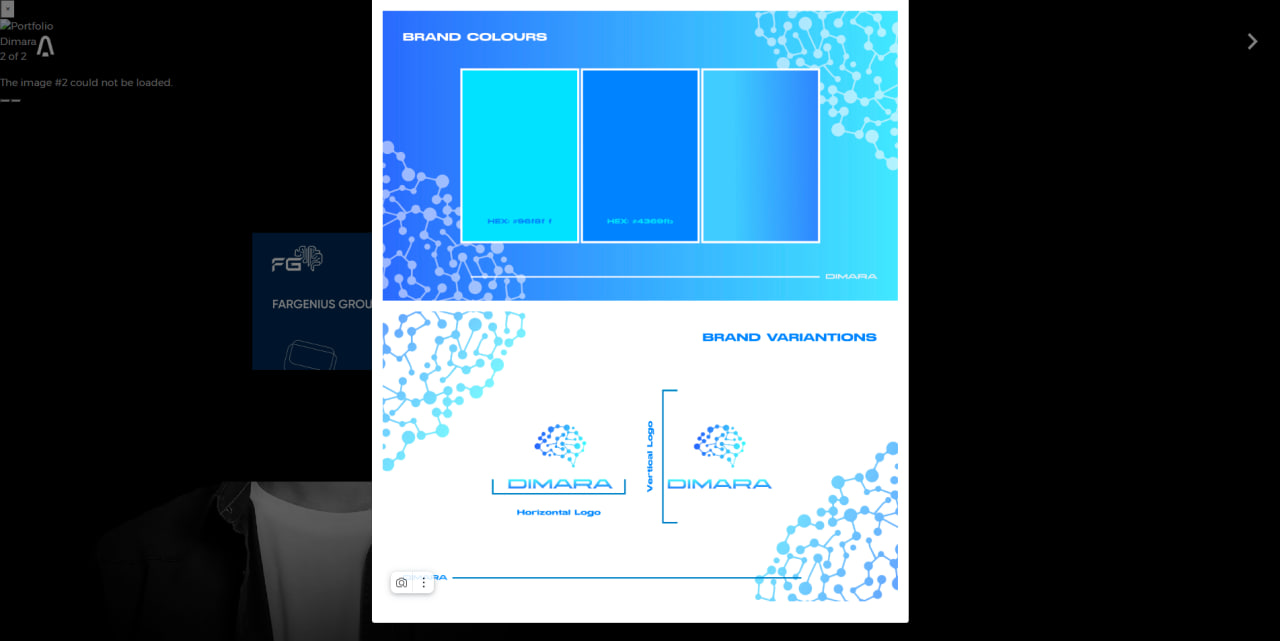 ×
Portfolio
Dimara
2 of 2
The image #2 could not be loaded.
FG
FARGENIUS GROU
BRAND COLOURS
HEX: #96f8f f
HEX: #4369fb
DIMARA
BRAND VARIANTIONS
Vertical Logo
DIMARA
DIMARA
Horizontal Logo